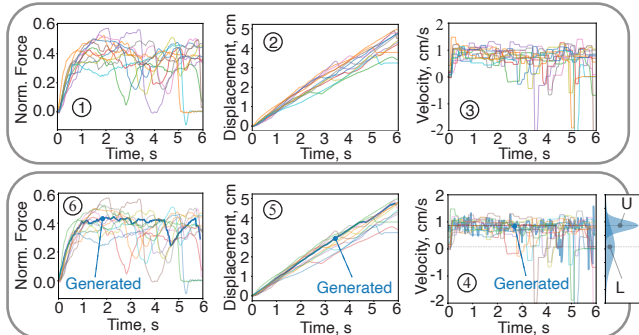 0.6
0.4
0.2
0.0
Norm. Force
①
0 1 2 3 4 5 6
Time, s
5
4
3
2
1
0
Displacement, cm
②
0 1 2 3 4 5 6
Time, s
2
1
0
-1
-2
Velocity, cm/s
③
0 1 2 3 4 5 6
Time, s
0.6
0.4
0.2
0.0
Norm. Force
⑥
Generated
0 1 2 3 4 5 6
Time, s
5
4
3
2
1
0
Displacement, cm
⑤
Generated
0 1 2 3 4 5 6
Time, s
2
1
0
-1
-2
Velocity, cm/s
④
Generated
0 1 2 3 4 5 6
Time, s
U
L